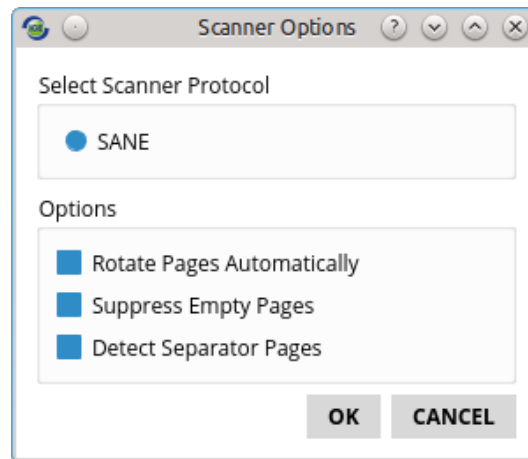 Scanner Options
Select Scanner Protocol
SANE
Options
Rotate Pages Automatically
Suppress Empty Pages
Detect Separator Pages
OK CANCEL